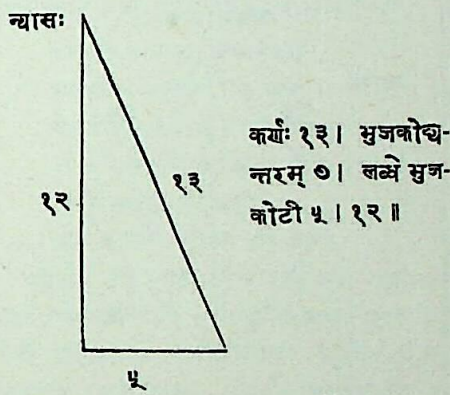 न्यासः
कर्णः १३। भुजकोट्य-
१३
न्तरम् ७। लब्धे भुज-
१२
कोटी ५। १२॥
५